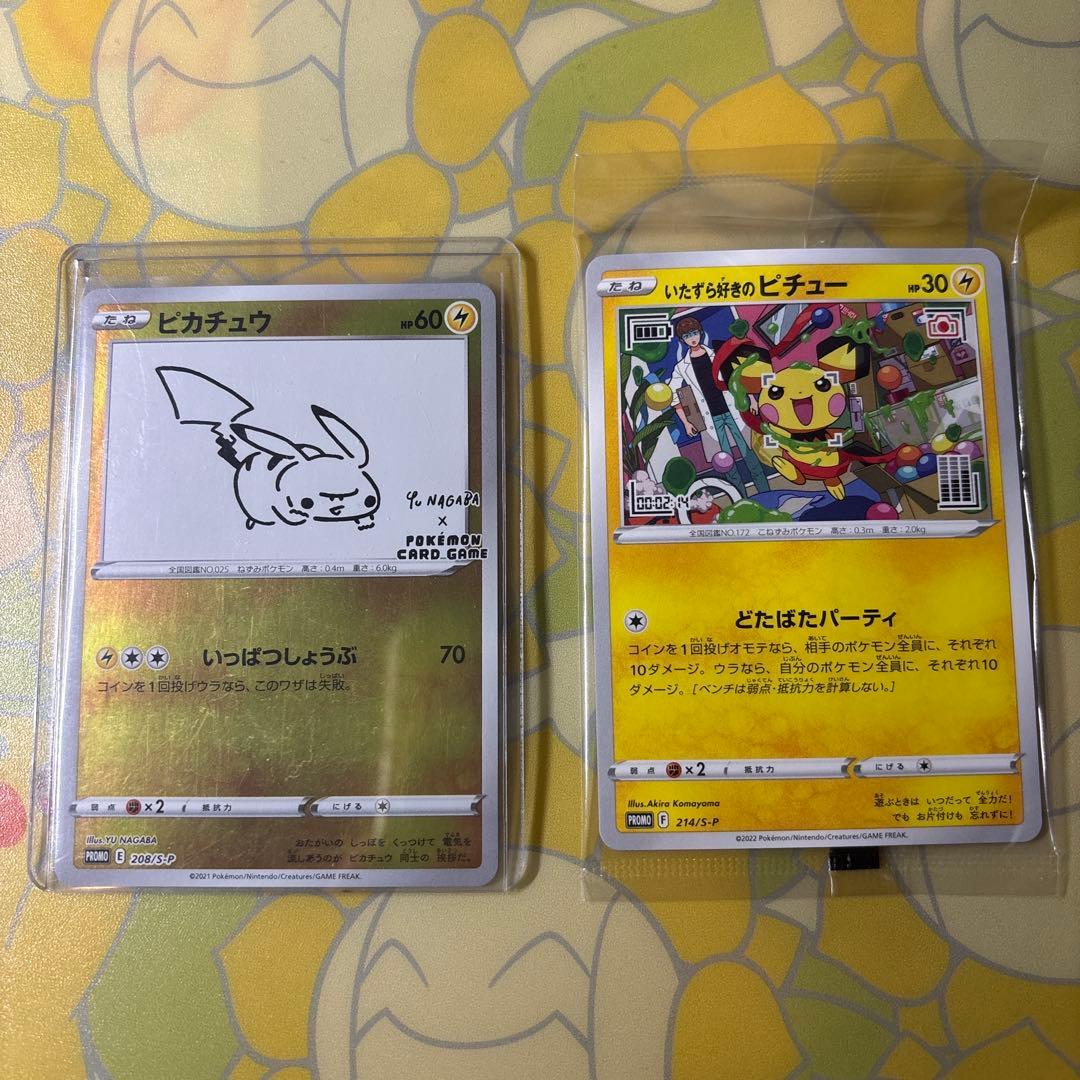 たね ピカチュウ HP60
Yu NAGABA
×
POKÉMON
CARD GAME
全国図鑑NO.025 ねずみポケモン 高さ:0.4m 重さ:6.0kg
いっぱつしょうぶ 70
コインを1回投げウラなら、このワザは失敗。
弱点 ×2 抵抗力 にげる
Illus.YU NAGABA
PROMO E 208/S-P
おたがいの しっぽを くっつけて 電気を
流しあうのが ピカチュウ 同士の 挨拶だ。
©2021 Pokémon/Nintendo/Creatures/GAME FREAK.
たね いたずら好きのピチュー HP30
00:02:14
全国図鑑NO.172 こねずみポケモン 高さ:0.3m 重さ:2.0kg
どたばたパーティ
コインを1回投げオモテなら、相手のポケモン全員に、それぞれ
10ダメージ。ウラなら、自分のポケモン全員に、それぞれ10
ダメージ。[ベンチは弱点・抵抗力を計算しない。]
弱点 ×2 抵抗力 にげる
Illus.Akira Komayama
PROMO F 214/S-P
遊ぶときは いつだって 全力だ!
でも お片付けも 忘れずに!
©2022 Pokémon/Nintendo/Creatures/GAME FREAK.